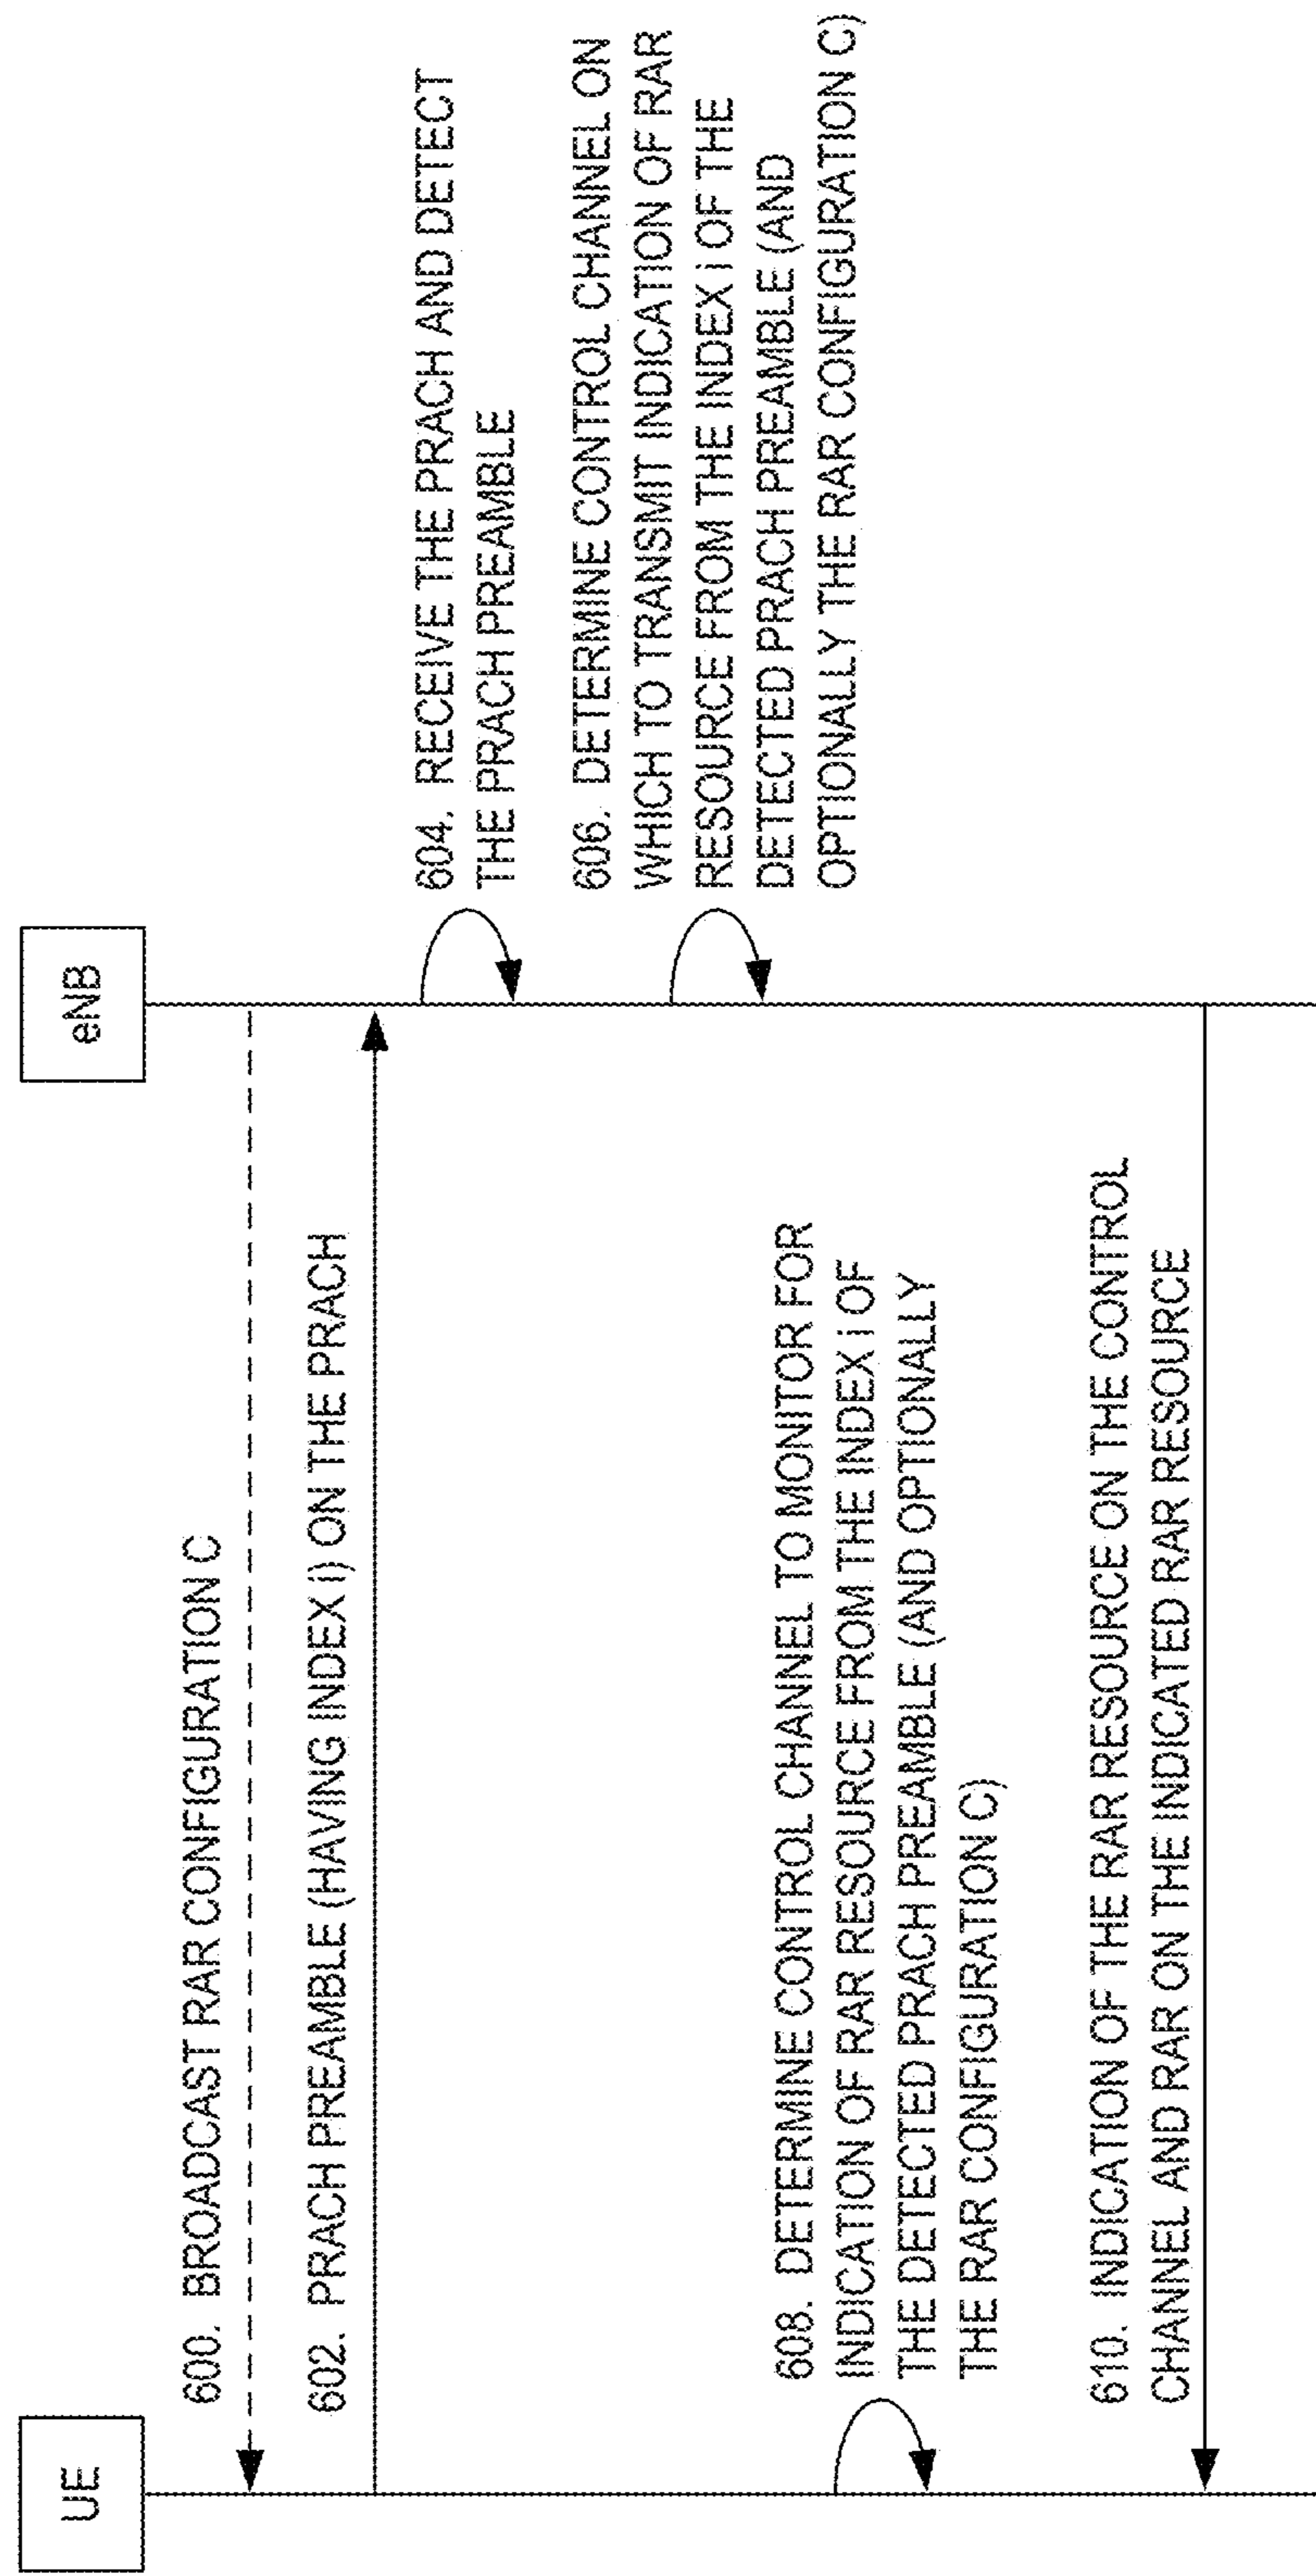 UE
eNB
600. BROADCAST RAR CONFIGURATION C
602. PRACH PREAMBLE (HAVING INDEX i) ON THE PRACH
604. RECEIVE THE PRACH AND DETECT
THE PRACH PREAMBLE
606. DETERMINE CONTROL CHANNEL ON
WHICH TO TRANSMIT INDICATION OF RAR
RESOURCE FROM THE INDEX i OF THE
DETECTED PRACH PREAMBLE (AND
OPTIONALLY THE RAR CONFIGURATION C)
608. DETERMINE CONTROL CHANNEL TO MONITOR FOR
INDICATION OF RAR RESOURCE FROM THE INDEX i OF
THE DETECTED PRACH PREAMBLE (AND OPTIONALLY
THE RAR CONFIGURATION C)
610. INDICATION OF THE RAR RESOURCE ON THE CONTROL
CHANNEL AND RAR ON THE INDICATED RAR RESOURCE